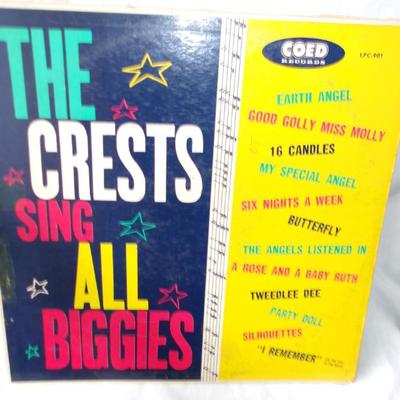 THE
CRESTS
SING
ALL
BIGGIES
COED
RECORDS
LPC-901
EARTH ANGEL
GOOD GOLLY MISS MOLLY
16 CANDLES
MY SPECIAL ANGEL
SIX NIGHTS A WEEK
BUTTERFLY
THE ANGELS LISTENED IN
A ROSE AND A BABY RUTH
TWEEDLEE DEE
PARTY DOLL
SILHOUETTES
"I REMEMBER"